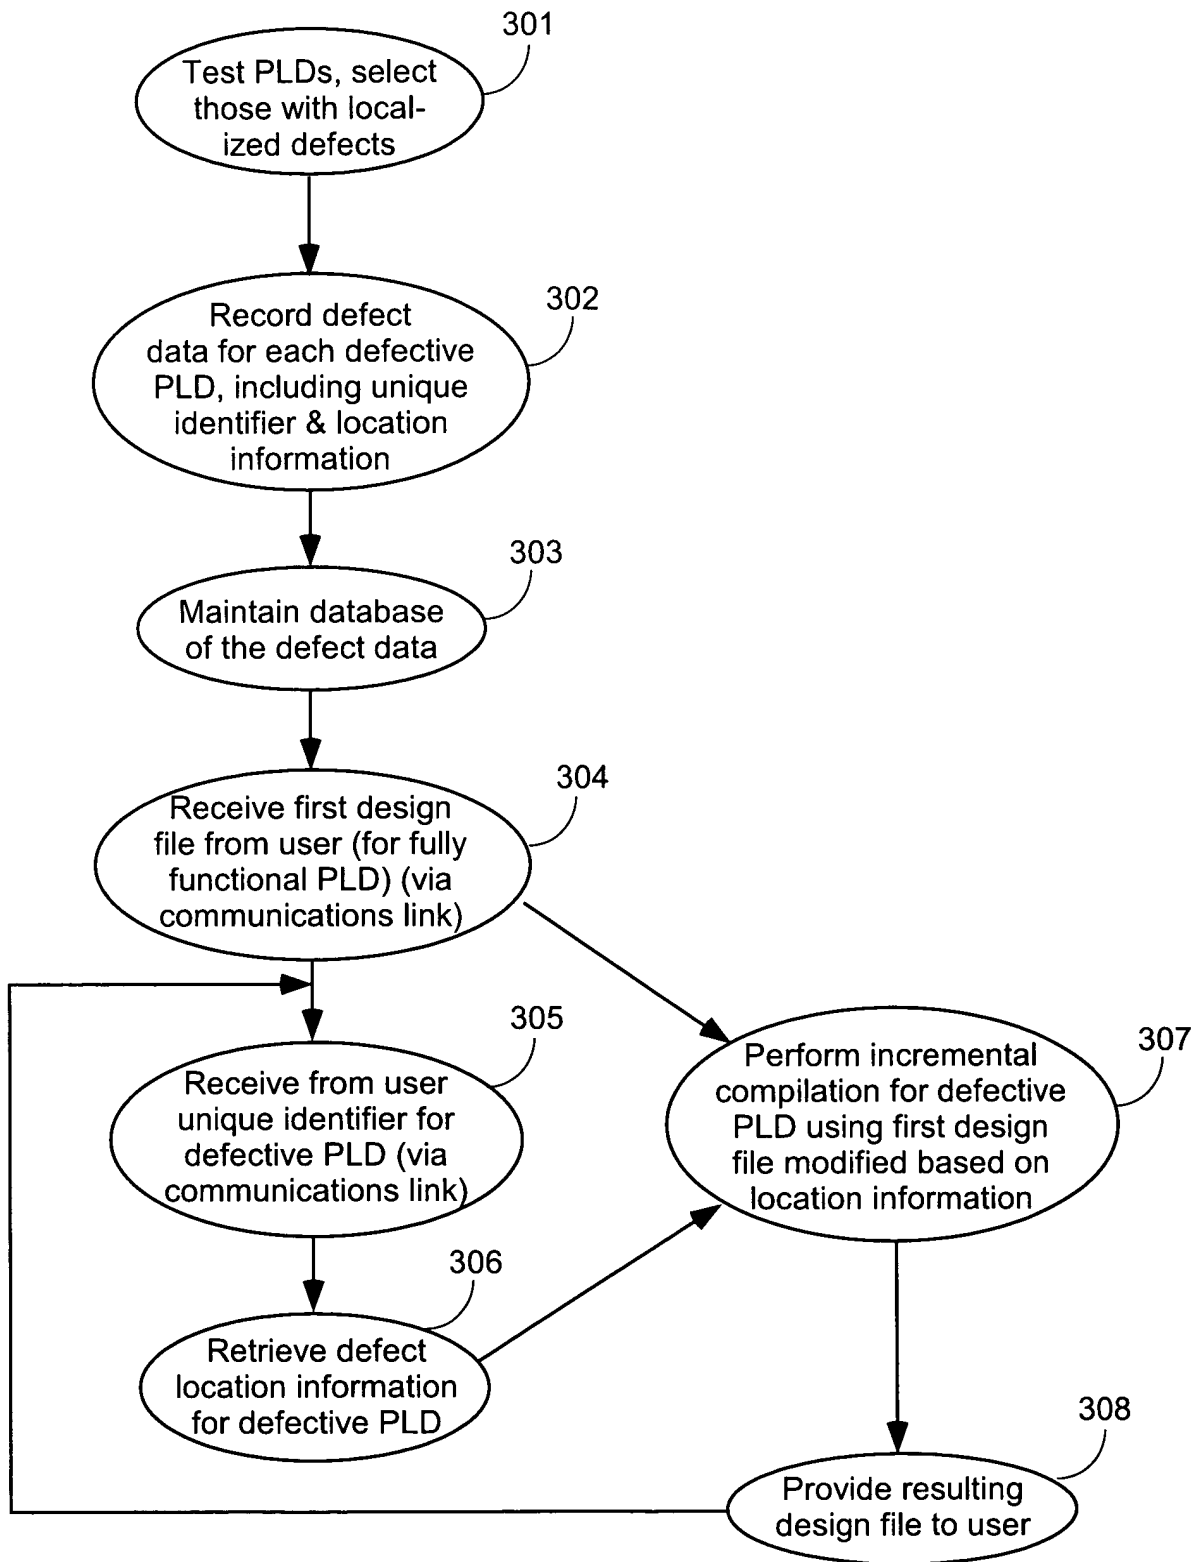 301
Test PLDs, select
those with local-
ized defects
302
Record defect
data for each defective
PLD, including unique
identifier & location
information
303
Maintain database
of the defect data
304
Receive first design
file from user (for fully
functional PLD) (via
communications link)
305
Receive from user
unique identifier for
defective PLD (via
communications link)
307
Perform incremental
compilation for defective
PLD using first design
file modified based on
location information
306
Retrieve defect
location information
for defective PLD
308
Provide resulting
design file to user